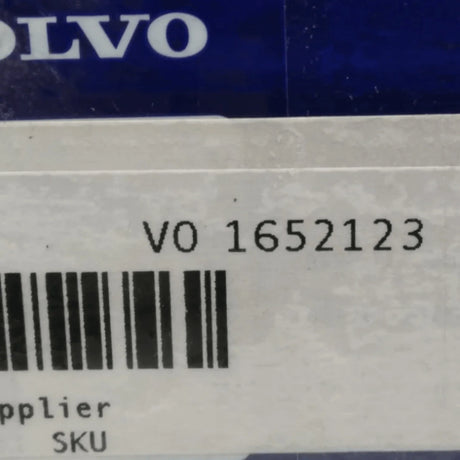 OLVO
VO 1652123
pplier
SKU